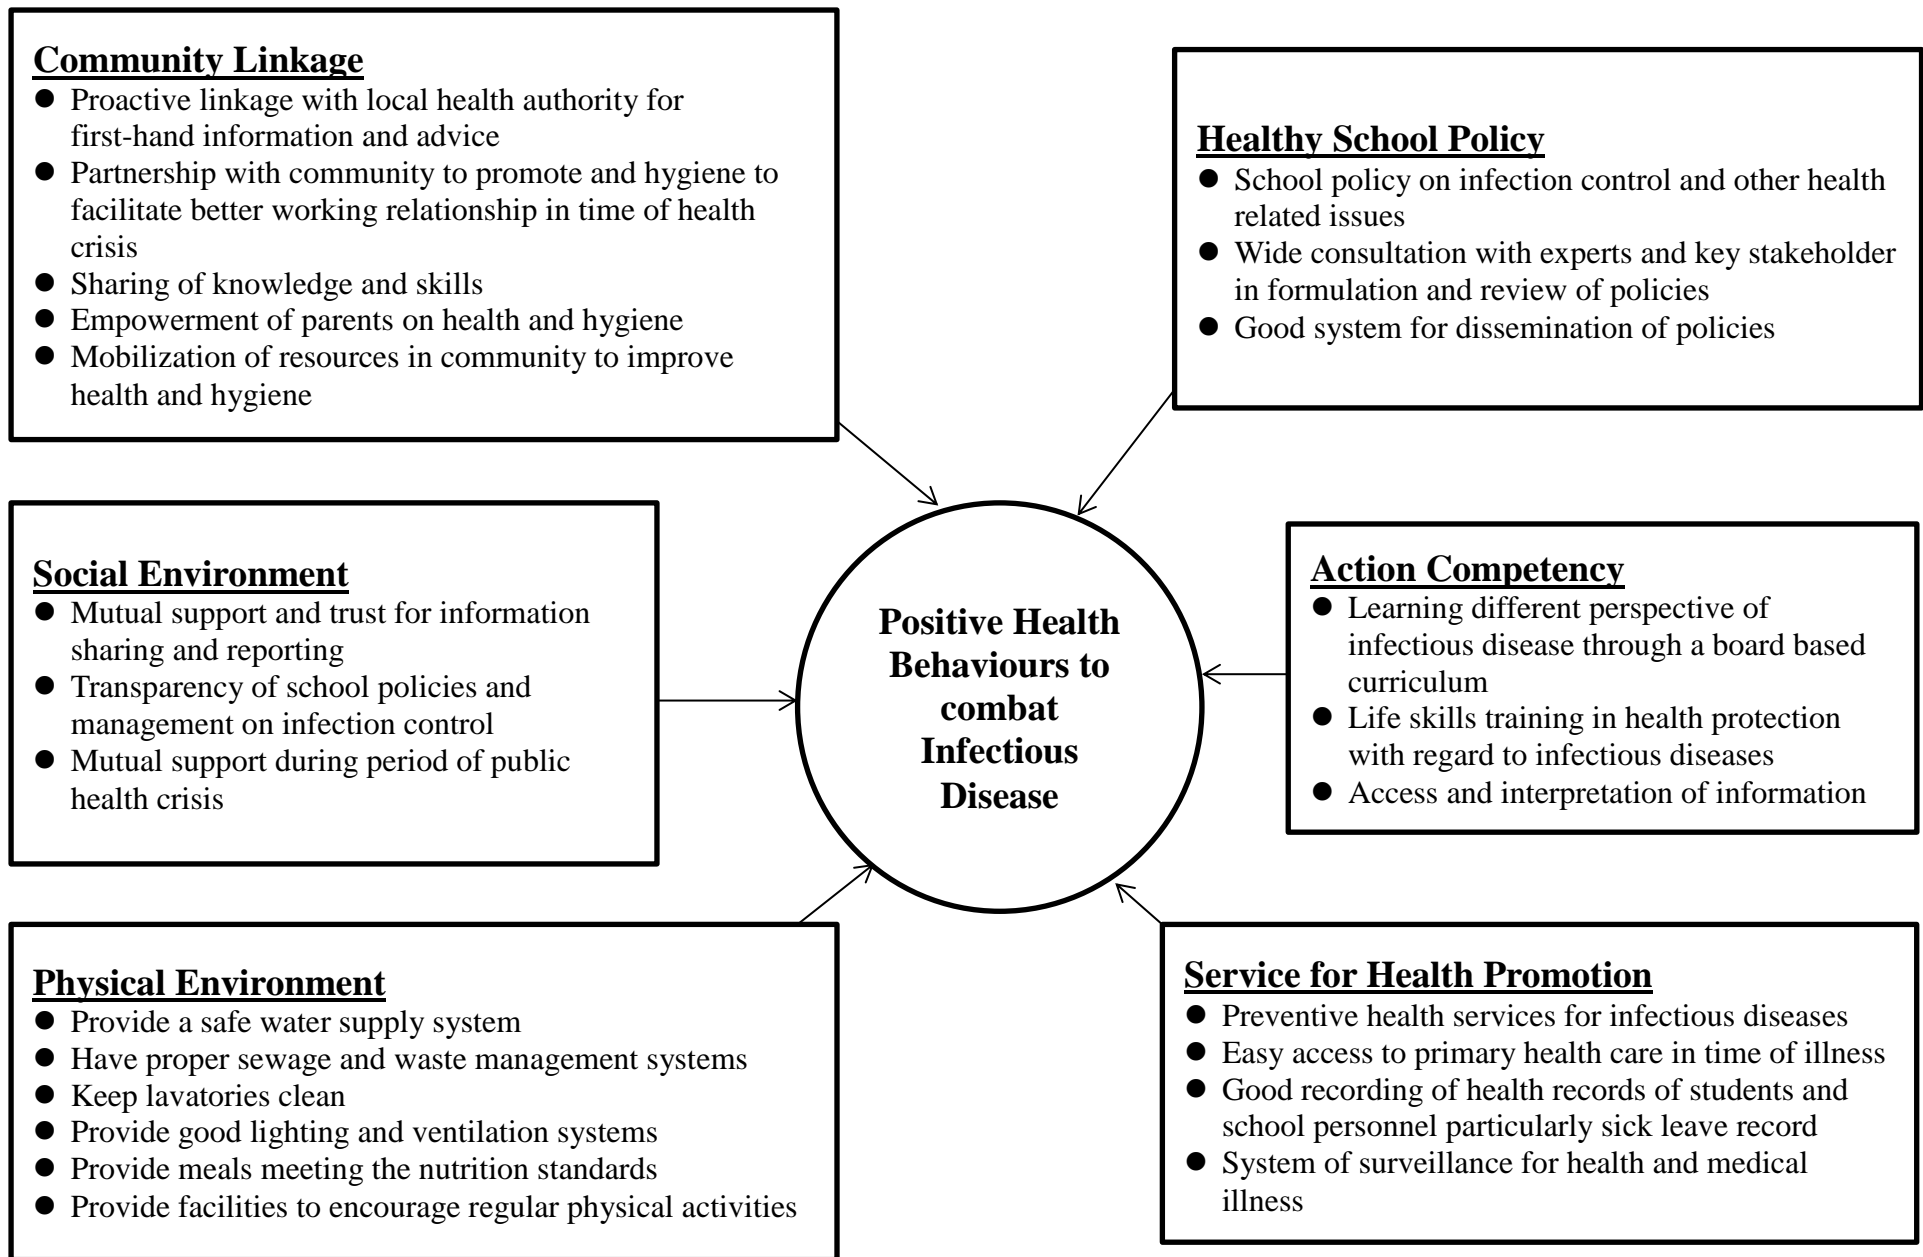 Community Linkage
● Proactive linkage with local health authority for
first-hand information and advice
● Partnership with community to promote and hygiene to
facilitate better working relationship in time of health
crisis
● Sharing of knowledge and skills
● Empowerment of parents on health and hygiene
● Mobilization of resources in community to improve
health and hygiene
Healthy School Policy
● School policy on infection control and other health
related issues
● Wide consultation with experts and key stakeholder
in formulation and review of policies
● Good system for dissemination of policies
Social Environment
● Mutual support and trust for information
sharing and reporting
● Transparency of school policies and
management on infection control
● Mutual support during period of public
health crisis
Positive Health
Behaviours to
combat
Infectious
Disease
Action Competency
● Learning different perspective of
infectious disease through a board based
curriculum
● Life skills training in health protection
with regard to infectious diseases
● Access and interpretation of information
Physical Environment
● Provide a safe water supply system
● Have proper sewage and waste management systems
● Keep lavatories clean
● Provide good lighting and ventilation systems
● Provide meals meeting the nutrition standards
● Provide facilities to encourage regular physical activities
Service for Health Promotion
● Preventive health services for infectious diseases
● Easy access to primary health care in time of illness
● Good recording of health records of students and
school personnel particularly sick leave record
● System of surveillance for health and medical
illness